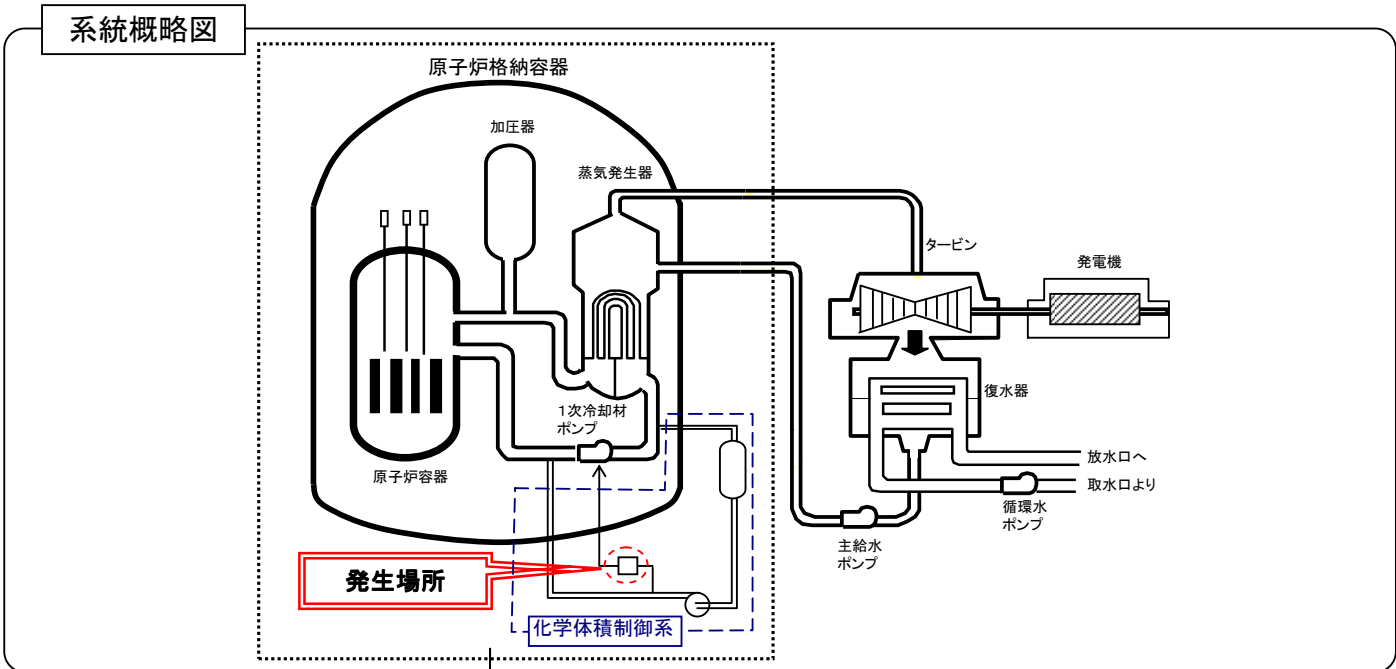 系統概略図
原子炉格納容器
加圧器
蒸気発生器
タービン
発電機
復水器
1次冷却材
ポンプ
原子炉容器
放水口へ
取水口より
循環水
ポンプ
主給水
ポンプ
発生場所
化学体積制御系